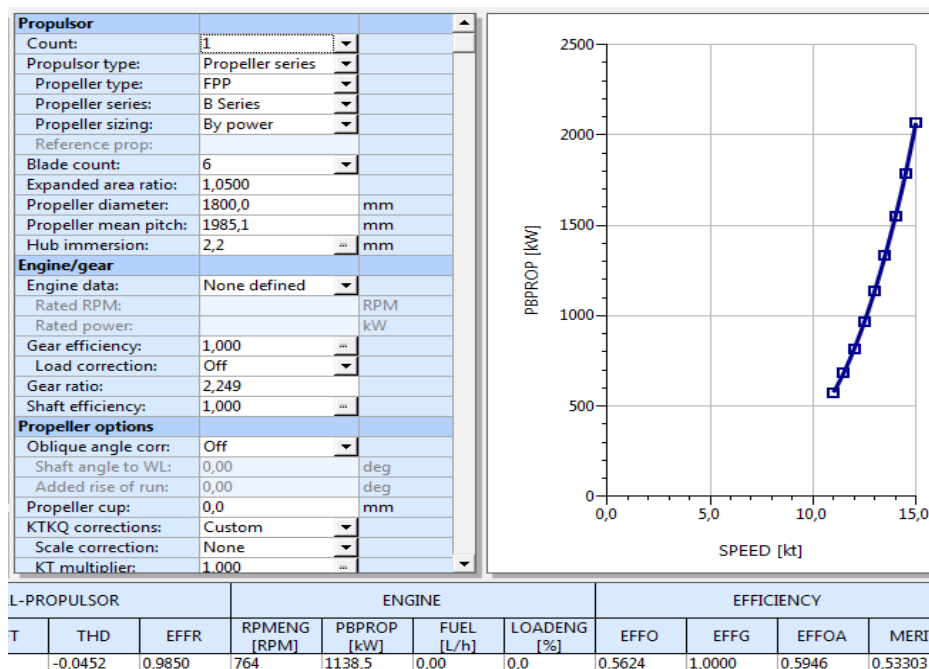 Propulsor
Count: 1
Propulsor type: Propeller series
Propeller type: FPP
Propeller series: B Series
Propeller sizing: By power
Reference prop:
Blade count: 6
Expanded area ratio: 1,0500
Propeller diameter: 1800,0 mm
Propeller mean pitch: 1985,1 mm
Hub immersion: 2,2 ... mm
Engine/gear
Engine data: None defined
Rated RPM: RPM
Rated power: kW
Gear efficiency: 1,000 ...
Load correction: Off
Gear ratio: 2,249
Shaft efficiency: 1,000 ...
Propeller options
Oblique angle corr: Off
Shaft angle to WL: 0,00 deg
Added rise of run: 0,00 deg
Propeller cup: 0,0 mm
KTKQ corrections: Custom
Scale correction: None
KT multiplier: 1,000 ...
2500
2000
1500
1000
500
0
PBPROP [kW]
0,0 5,0 10,0 15,0
SPEED [kt]
L-PROPULSOR ENGINE EFFICIENCY
T THD EFFR RPMENG [RPM] PBPROP [kW] FUEL [L/h] LOADENG [%] EFFO EFFG EFFOA MERI
-0.0452 0.9850 764 1138.5 0.00 0.0 0.5624 1.0000 0.5946 0.53303